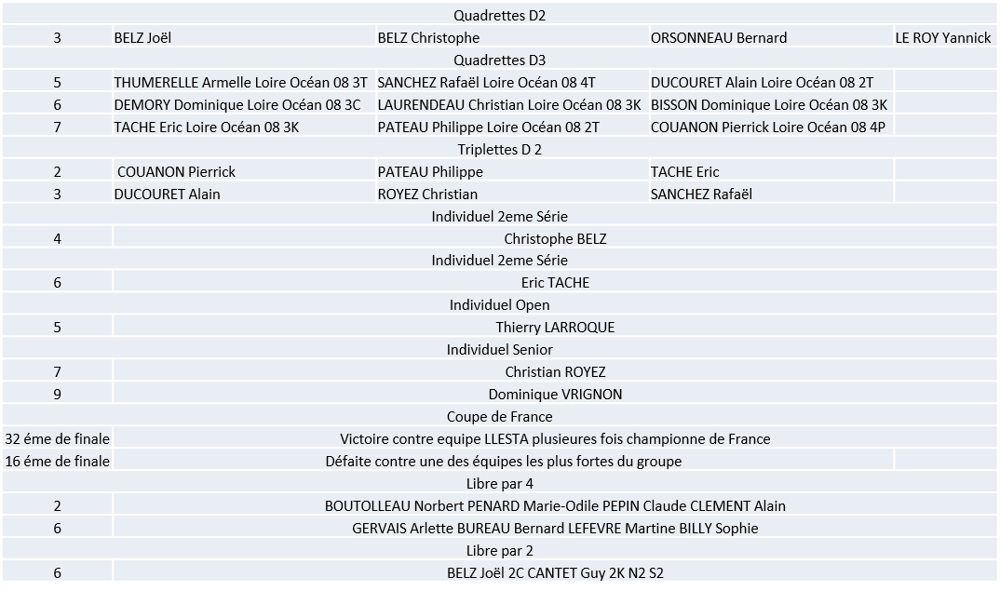 Quadrettes D2
3 BELZ Joël BELZ Christophe ORSONNEAU Bernard LE ROY Yannick
Quadrettes D3
5 THUMERELLE Armelle Loire Océan 08 3T SANCHEZ Rafaël Loire Océan 08 4T DUCOURET Alain Loire Océan 08 2T
6 DEMORY Dominique Loire Océan 08 3C LAURENDEAU Christian Loire Océan 08 3K BISSON Dominique Loire Océan 08 3K
7 TACHE Eric Loire Océan 08 3K PATEAU Philippe Loire Océan 08 2T COUANON Pierrick Loire Océan 08 4P
Triplettes D 2
2 COUANON Pierrick PATEAU Philippe TACHE Eric
3 DUCOURET Alain ROYEZ Christian SANCHEZ Rafaël
Individuel 2eme Série
4 Christophe BELZ
Individuel 2eme Série
6 Eric TACHE
Individuel Open
5 Thierry LARROQUE
Individuel Senior
7 Christian ROYEZ
9 Dominique VRIGNON
Coupe de France
32 éme de finale Victoire contre equipe LLESTA plusieures fois championne de France
16 éme de finale Défaite contre une des équipes les plus fortes du groupe
Libre par 4
2 BOUTOLLEAU Norbert PENARD Marie-Odile PEPIN Claude CLEMENT Alain
6 GERVAIS Arlette BUREAU Bernard LEFEVRE Martine BILLY Sophie
Libre par 2
6 BELZ Joël 2C CANTET Guy 2K N2 S2